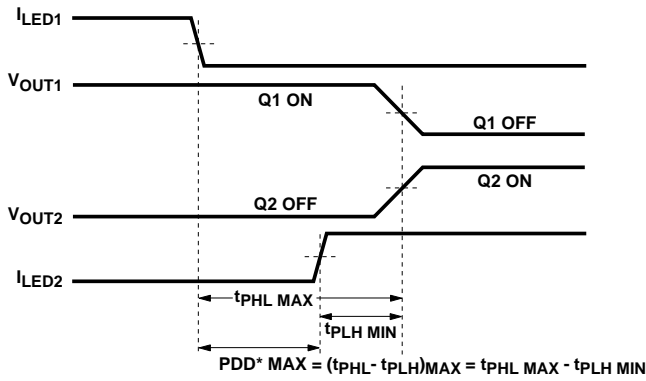 ILED1
VOUT1
Q1 ON
Q1 OFF
Q2 ON
Q2 OFF
VOUT2
ILED2
tPHL MAX
tPLH MIN
PDD* MAX = (tPHL- tPLH)MAX = tPHL MAX - tPLH MIN